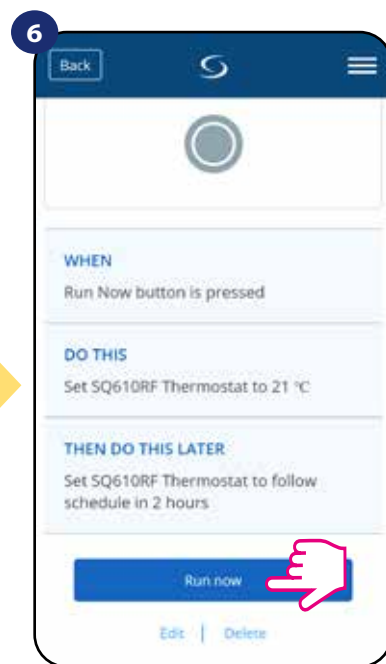 6
Back
WHEN
Run Now button is pressed
DO THIS
Set SQ610RF Thermostat to 21 °C
THEN DO THIS LATER
Set SQ610RF Thermostat to follow
schedule in 2 hours
Run now
Edit | Delete